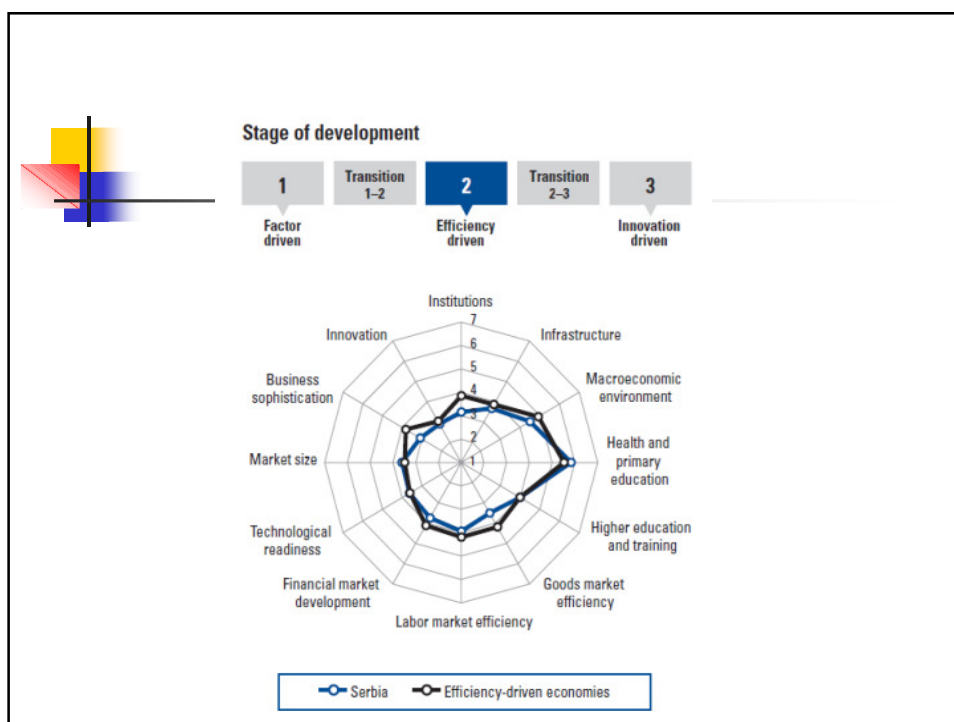 Stage of development
1
Transition
1–2
2
Transition
2–3
3
Factor
driven
Efficiency
driven
Innovation
driven
Institutions
7
6
5
4
3
2
1
Infrastructure
Macroeconomic
environment
Health and
primary
education
Higher education
and training
Goods market
efficiency
Labor market efficiency
Financial market
development
Technological
readiness
Market size
Business
sophistication
Innovation
Serbia
Efficiency-driven economies